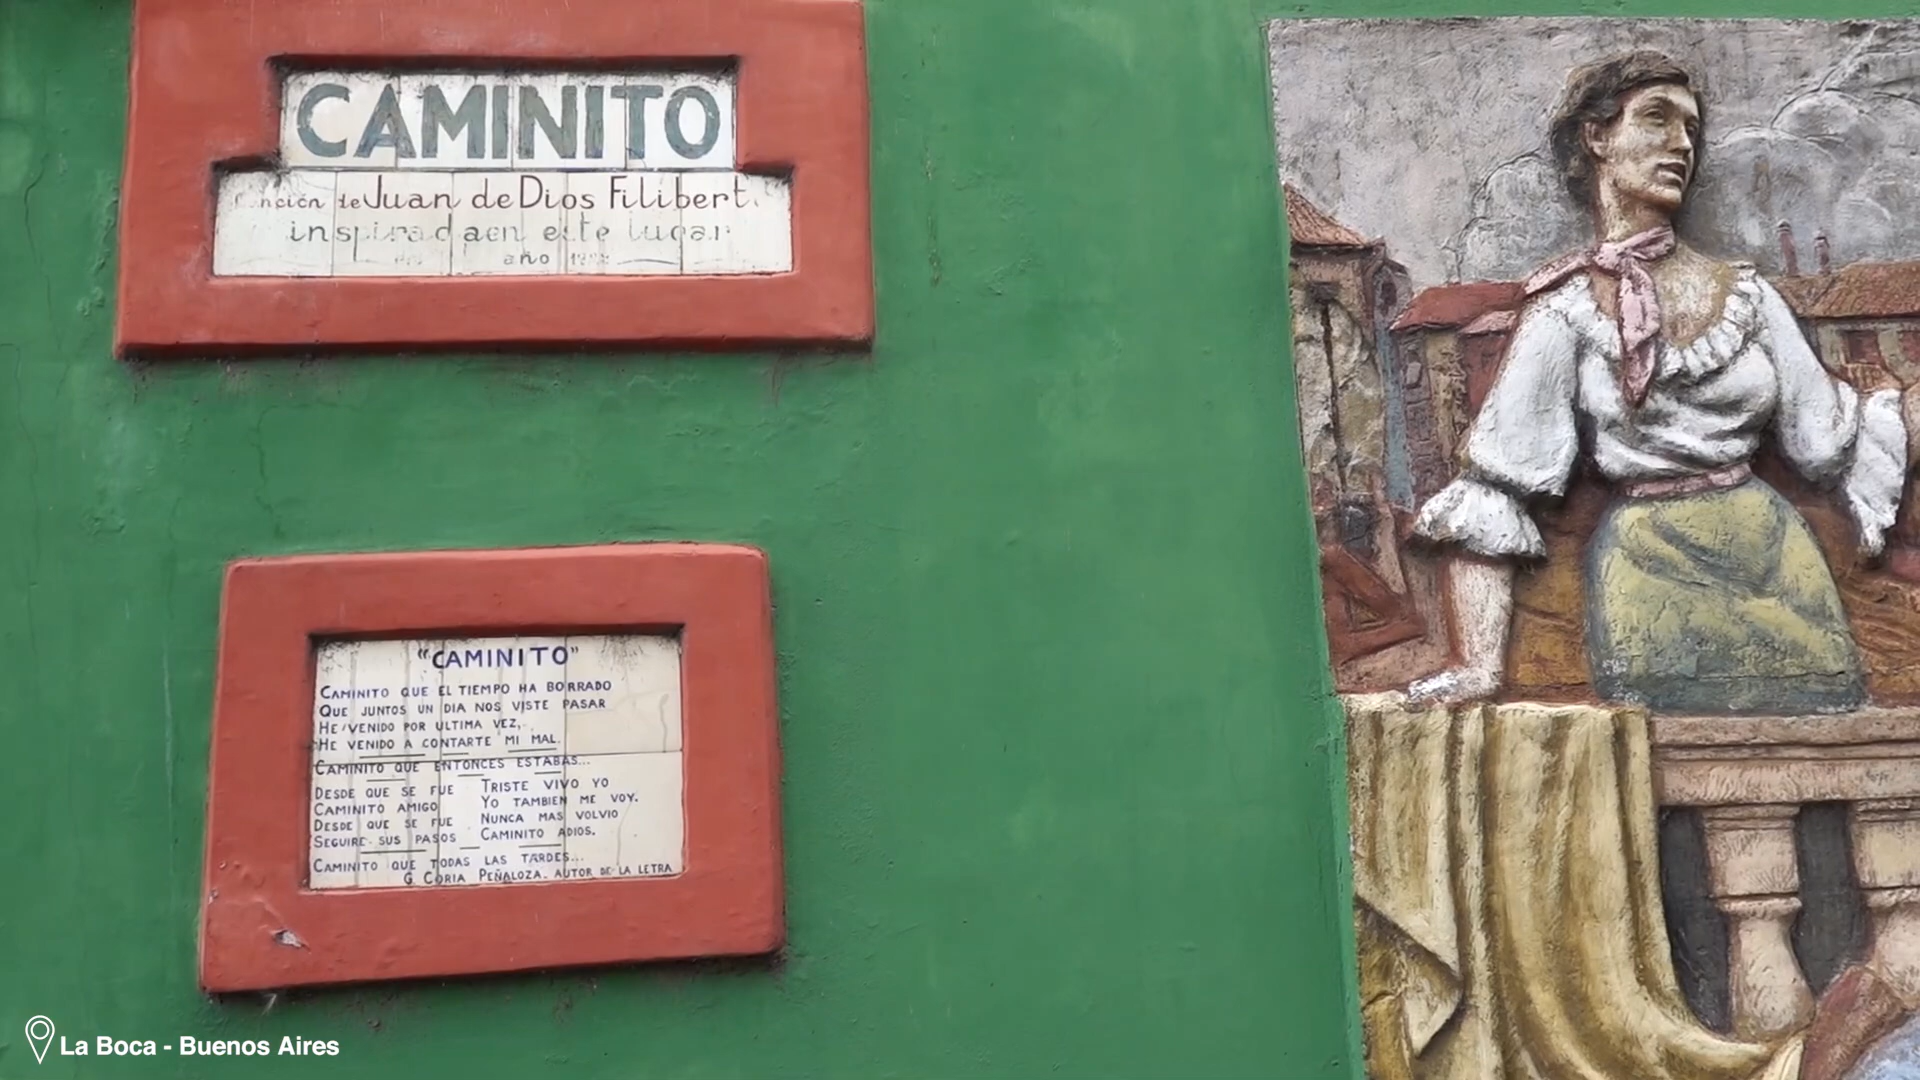 CAMINITO
de Juan de Dios Filibert
inspirada en este lugar
año
"CAMINITO"
CAMINITO QUE EL TIEMPO HA BORRADO
QUE JUNTOS UN DIA NOS VISTE PASAR
HE VENIDO POR ULTIMA VEZ,
HE VENIDO A CONTARTE MI MAL.
CAMINITO QUE ENTONCES ESTABAS...
DESDE QUE SE FUE
CAMINITO AMIGO
DESDE QUE SE FUE
SEGUIRE SUS PASOS
TRISTE VIVO YO
YO TAMBIEN ME VOY.
NUNCA MAS VOLVIO
CAMINITO ADIOS.
CAMINITO QUE TODAS LAS TARDES...
G. CORIA PEÑALOZA. AUTOR DE LA LETRA
La Boca - Buenos Aires